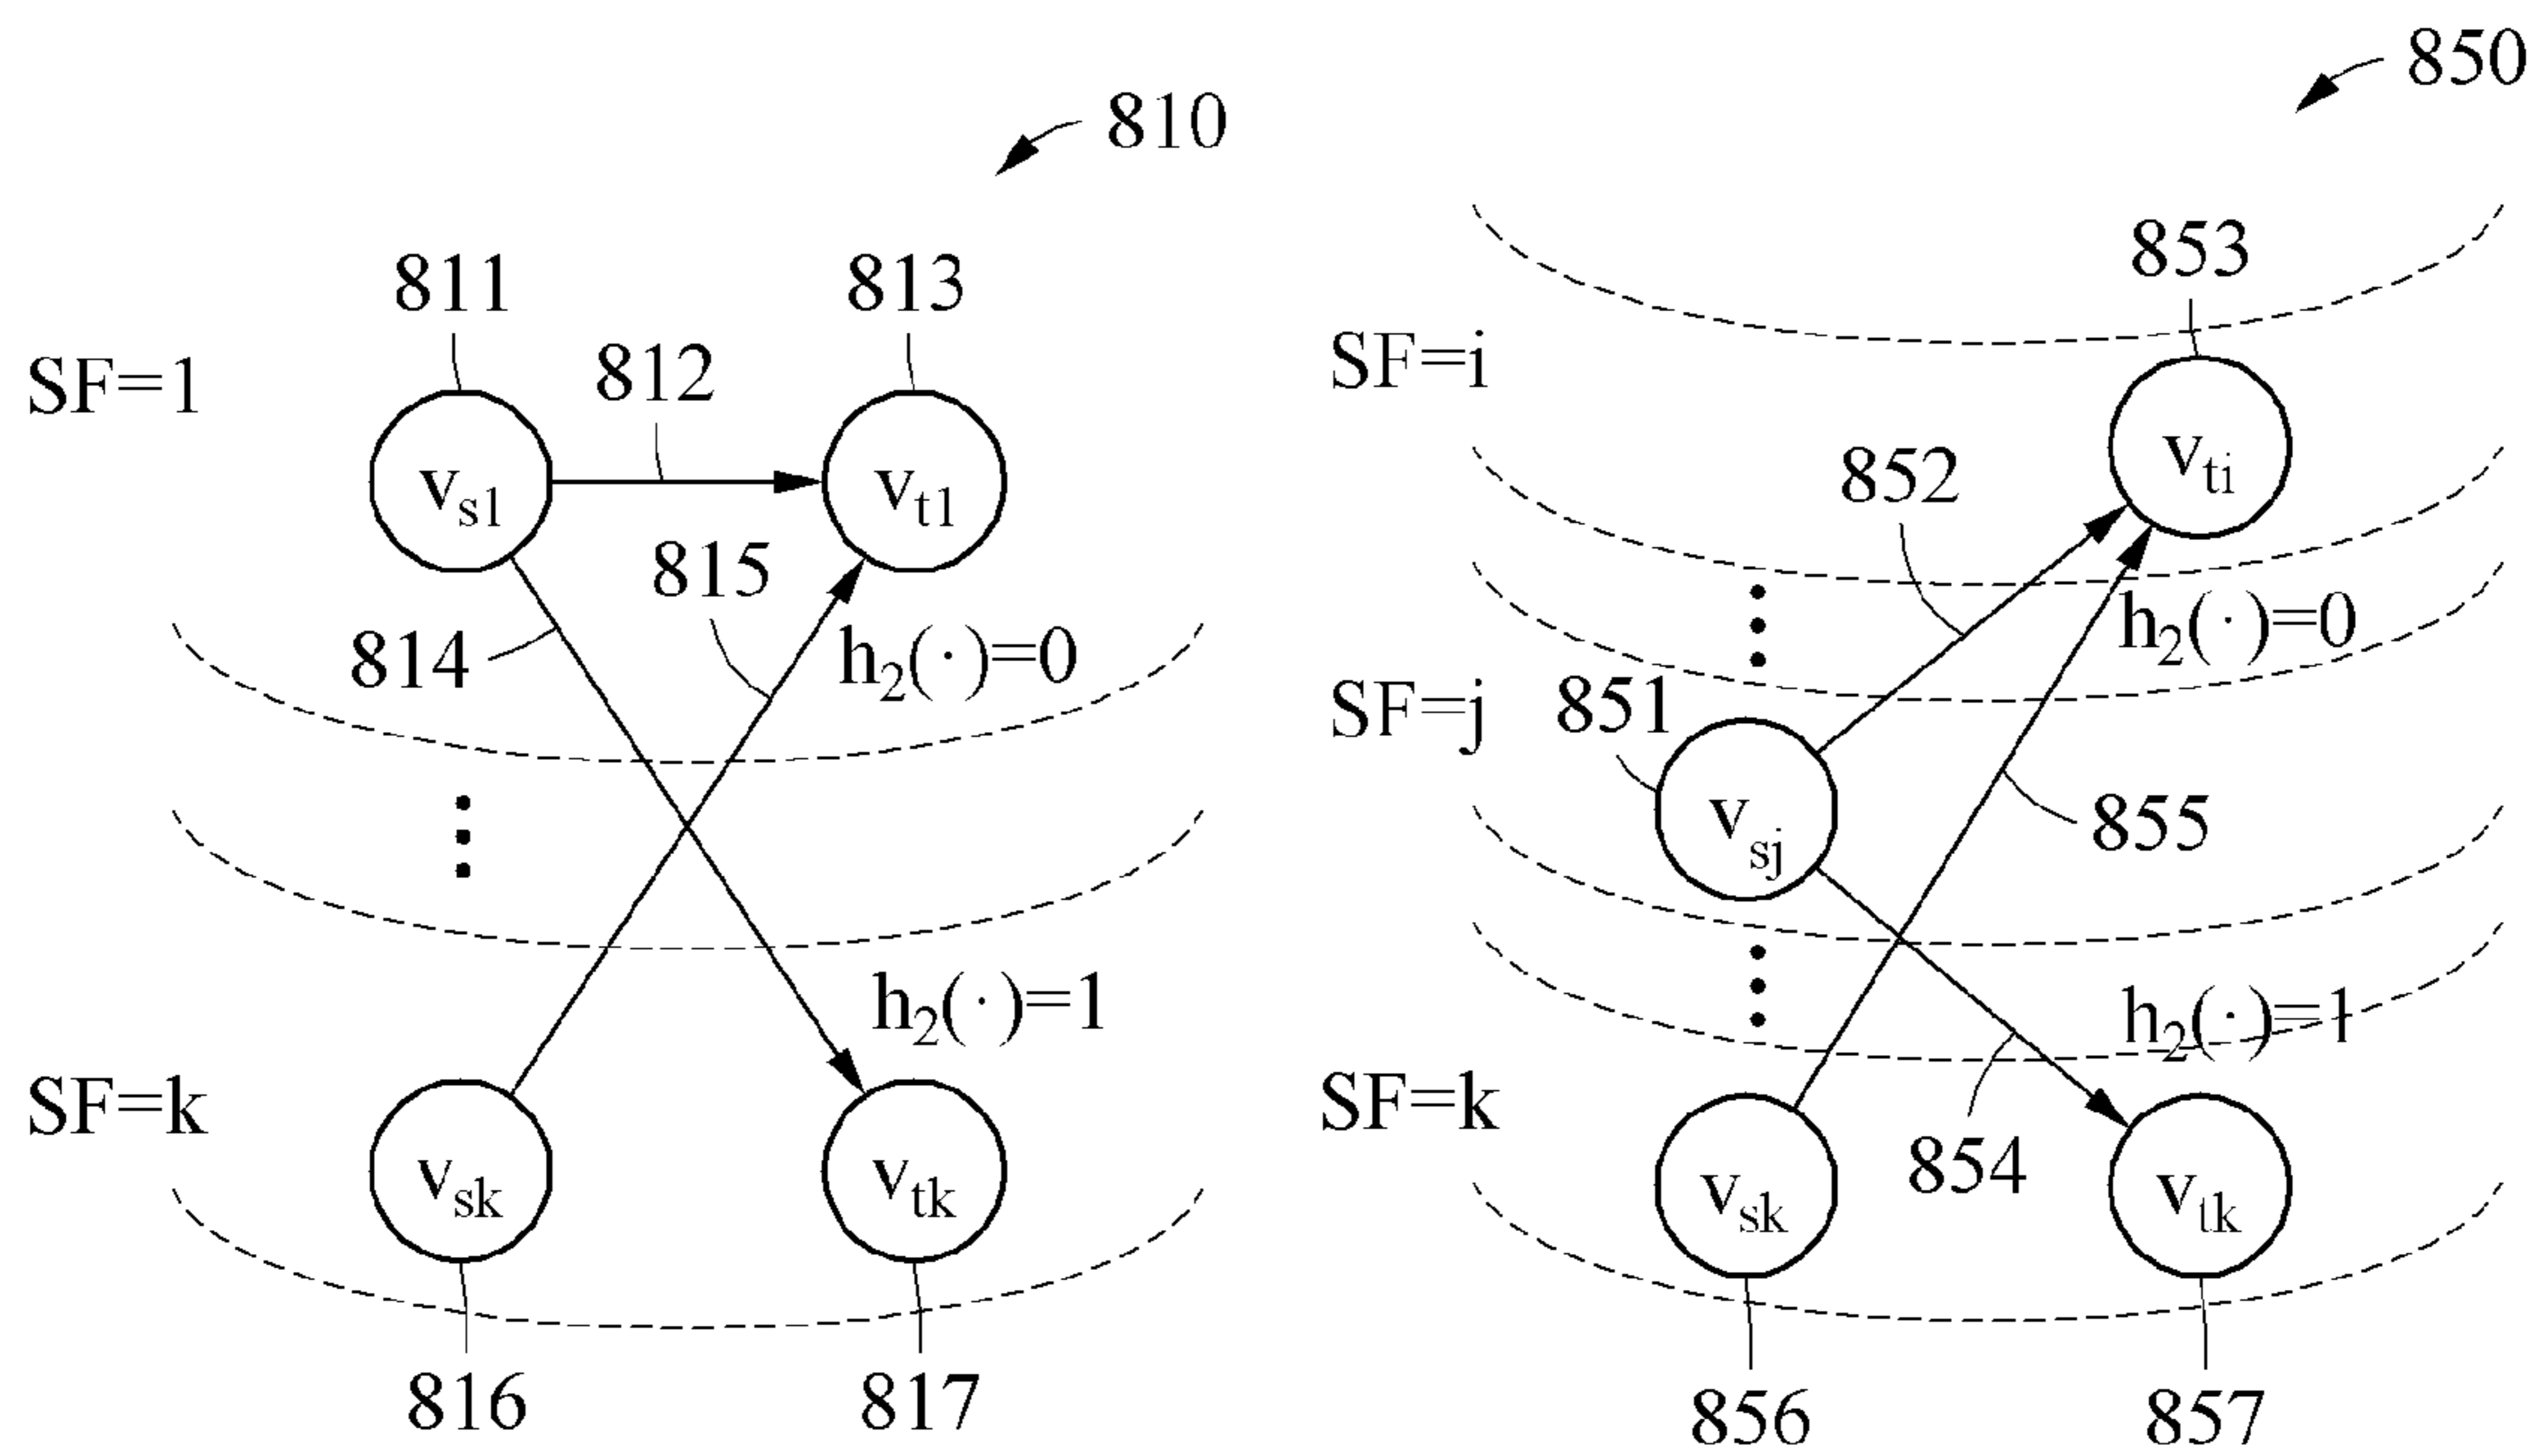 810
811
813
SF=1
812
v_s1
v_t1
815
814
h_2(·)=0
h_2(·)=1
SF=k
v_sk
v_tk
816
817
850
853
SF=i
852
v_ti
h_2(·)=0
SF=j
851
v_sj
855
h_2(·)=1
SF=k
854
v_sk
v_tk
856
857